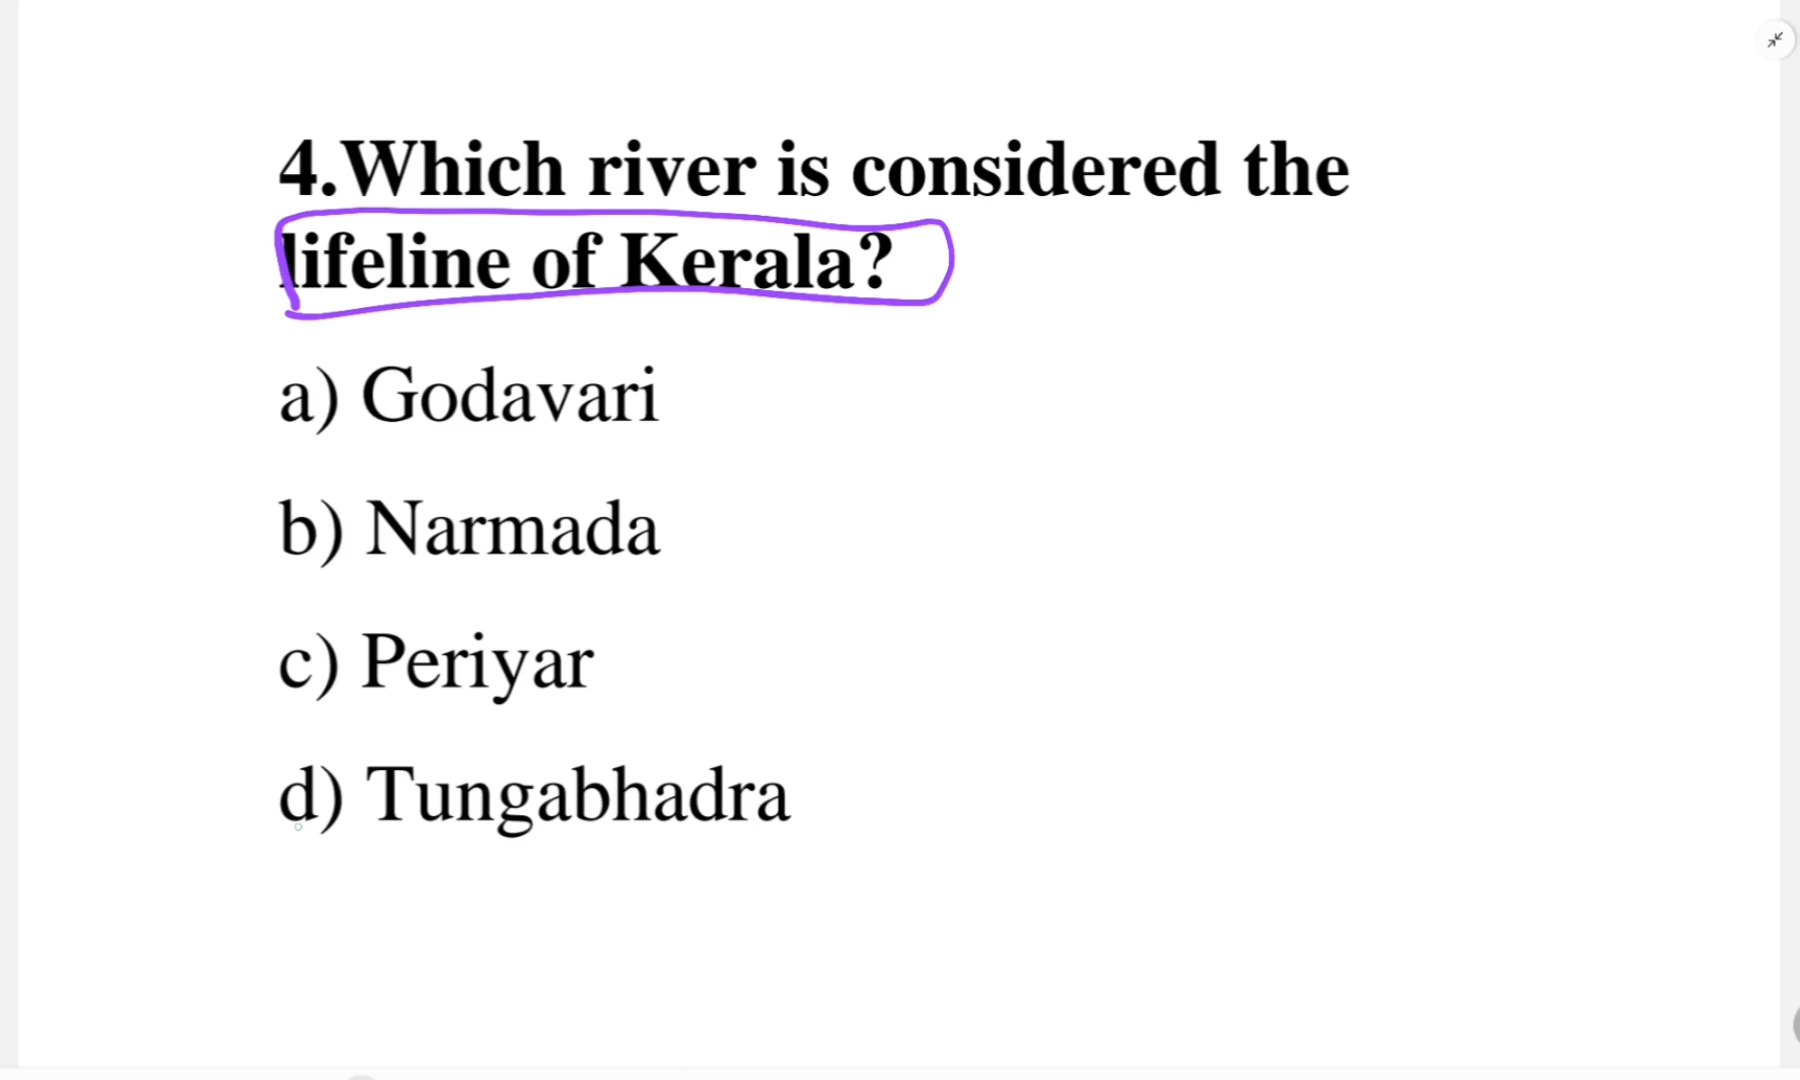 4.Which river is considered the
lifeline of Kerala?
a) Godavari
b) Narmada
c) Periyar
d) Tungabhadra